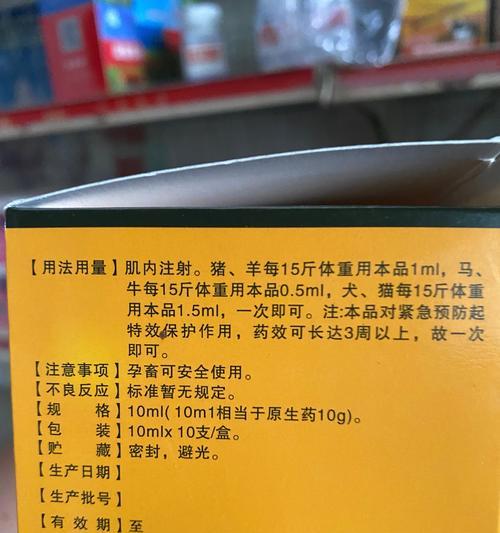 【用法用量】肌内注射。猪、羊每15斤体重用本品1ml，马、
牛每15斤体重用本品0.5ml，犬、猫每15斤体重
用本品1.5ml，一次即可。注:本品对紧急预防起
特效保护作用，药效可长达3周以上，故一次
即可。
【注意事项】孕畜可安全使用。
【不良反应】标准暂无规定。
【规 格】10ml( 10m1相当于原生药10g)。
【包 装】10mlx 10支/盒。
【贮 藏】密封，避光。
【生产日期】
【生产批号】
【有 效 期】至